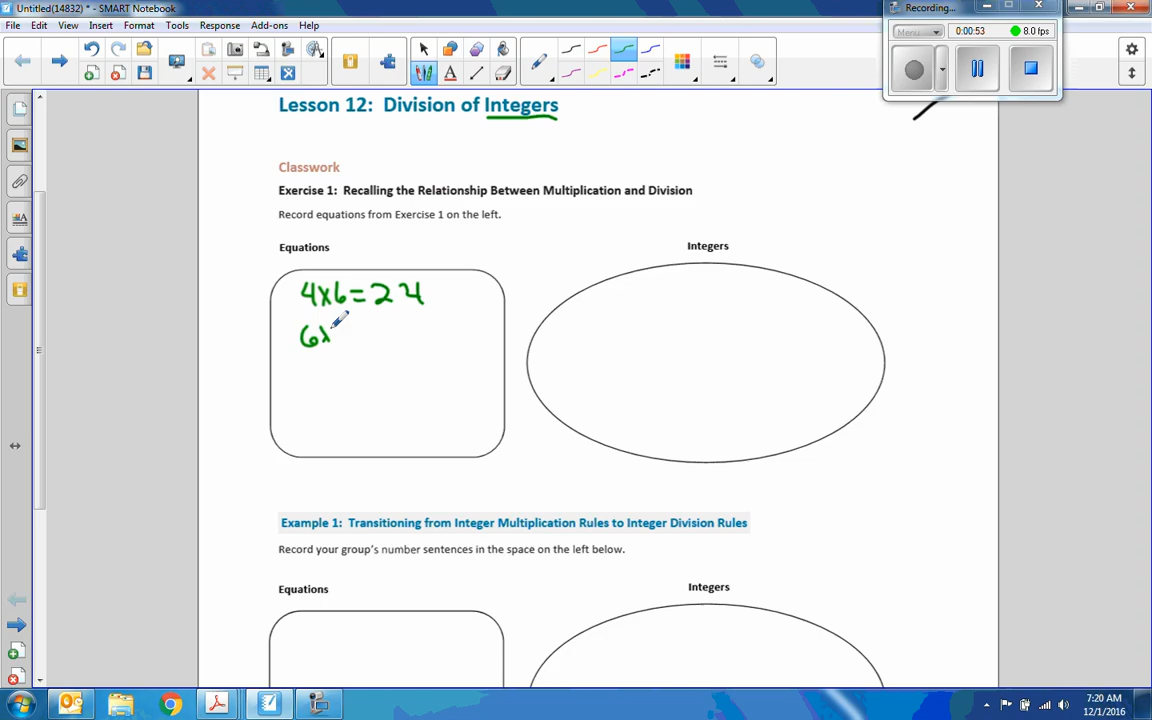 Untitled(14832) * - SMART Notebook
File Edit View Insert Format Tools Response Add-ons Help
Recording...
Menu 0:00:53 8.0 fps
Lesson 12: Division of Integers
Classwork
Exercise 1: Recalling the Relationship Between Multiplication and Division
Record equations from Exercise 1 on the left.
Equations Integers
4x6=24
6x
Example 1: Transitioning from Integer Multiplication Rules to Integer Division Rules
Record your group's number sentences in the space on the left below.
Equations Integers
7:20 AM
12/1/2016